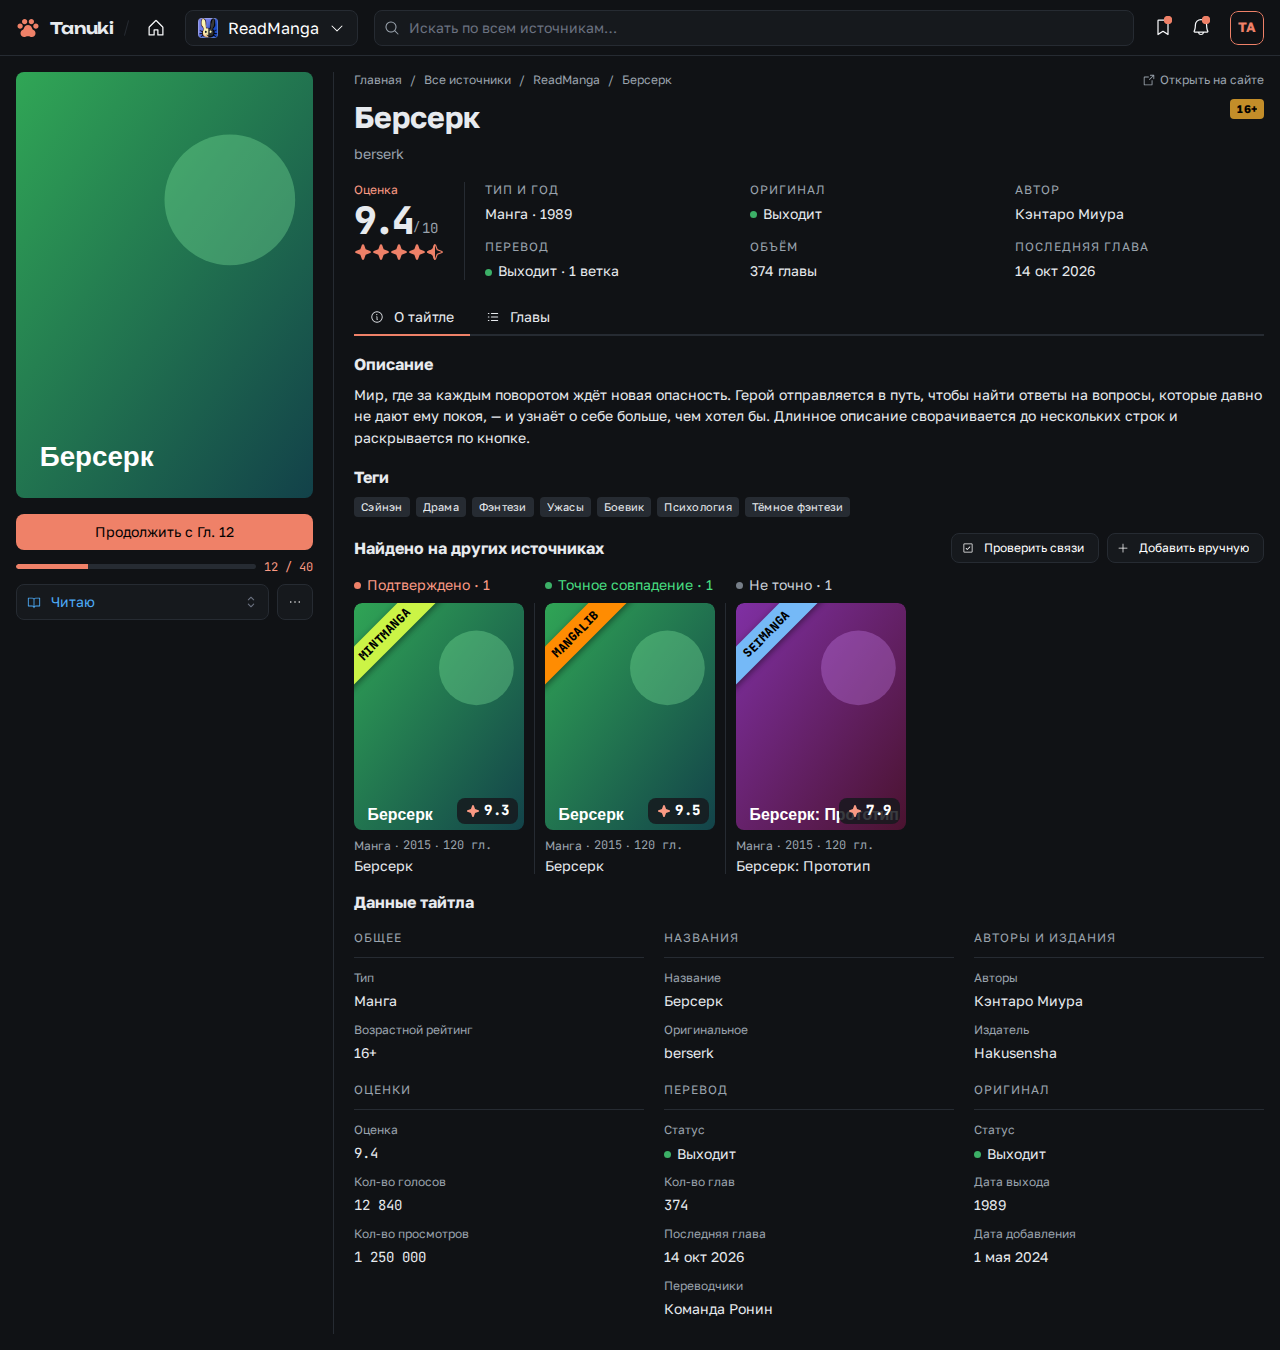 Tanuki / ReadManga Искать по всем источникам... TA
Главная / Все источники / ReadManga / Берсерк Открыть на сайте
Берсерк 16+
berserk
Оценка
9.4 / 10
ТИП И ГОД
Манга · 1989
ОРИГИНАЛ
Выходит
АВТОР
Кэнтаро Миура
ПЕРЕВОД
Выходит · 1 ветка
ОБЪЁМ
374 главы
ПОСЛЕДНЯЯ ГЛАВА
14 окт 2026
Берсерк
Продолжить с Гл. 12
12 / 40
Читаю
О тайтле Главы
Описание
Мир, где за каждым поворотом ждёт новая опасность. Герой отправляется в путь, чтобы найти ответы на вопросы, которые давно
не дают ему покоя, — и узнаёт о себе больше, чем хотел бы. Длинное описание сворачивается до нескольких строк и
раскрывается по кнопке.
Теги
Сэйнэн Драма Фэнтези Ужасы Боевик Психология Тёмное фэнтези
Найдено на других источниках Проверить связи Добавить вручную
Подтверждено · 1
MINTMANGA
Берсерк 9.3
Манга · 2015 · 120 гл.
Берсерк
Точное совпадение · 1
MANGALIB
Берсерк 9.5
Манга · 2015 · 120 гл.
Берсерк
Не точно · 1
SEIMANGA
Берсерк: Прототип 7.9
Манга · 2015 · 120 гл.
Берсерк: Прототип
Данные тайтла
ОБЩЕЕ
Тип
Манга
Возрастной рейтинг
16+
НАЗВАНИЯ
Название
Берсерк
Оригинальное
berserk
АВТОРЫ И ИЗДАНИЯ
Авторы
Кэнтаро Миура
Издатель
Hakusensha
ОЦЕНКИ
Оценка
9.4
Кол-во голосов
12 840
Кол-во просмотров
1 250 000
ПЕРЕВОД
Статус
Выходит
Кол-во глав
374
Последняя глава
14 окт 2026
Переводчики
Команда Ронин
ОРИГИНАЛ
Статус
Выходит
Дата выхода
1989
Дата добавления
1 мая 2024